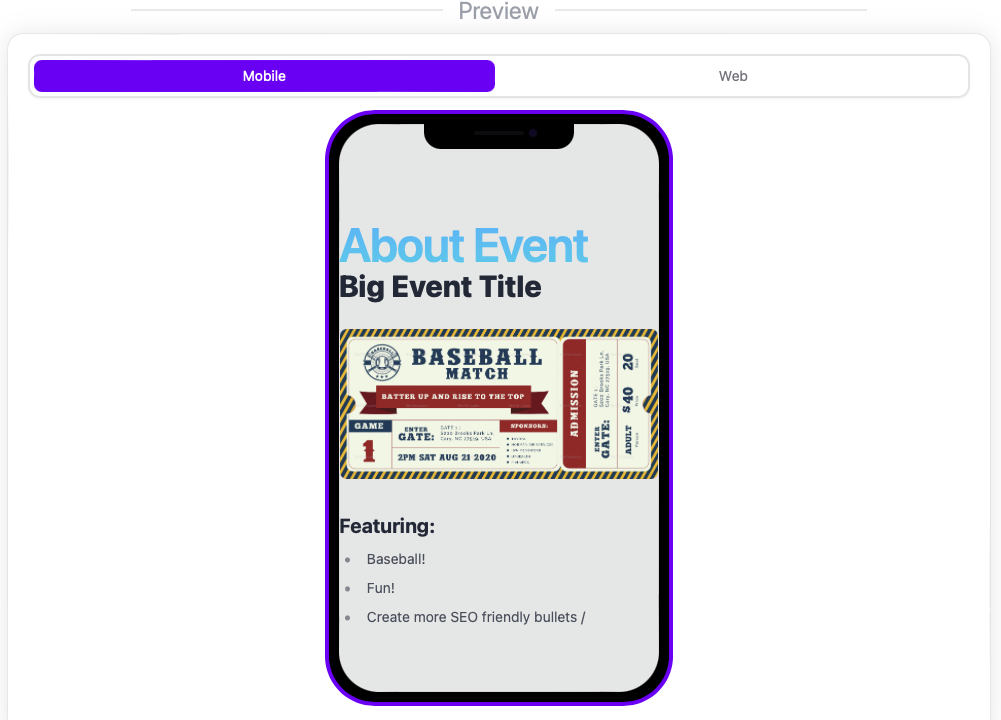 Preview
Mobile
Web
About Event
Big Event Title
BASEBALL
MATCH
BATTER UP AND RISE TO THE TOP
GAME
1
ENTER
GATE:
GATE 1
5200 Brooks Park Ln.
Cary, NC 27519, USA
SPONSORS:
2PM SAT AUG 21 2020
ADMISSION
ENTER
GATE:
GATE 1
5200 Brooks Park Ln.
Cary, NC 27519, USA
ADULT $40 20
Featuring:
• Baseball!
• Fun!
• Create more SEO friendly bullets /